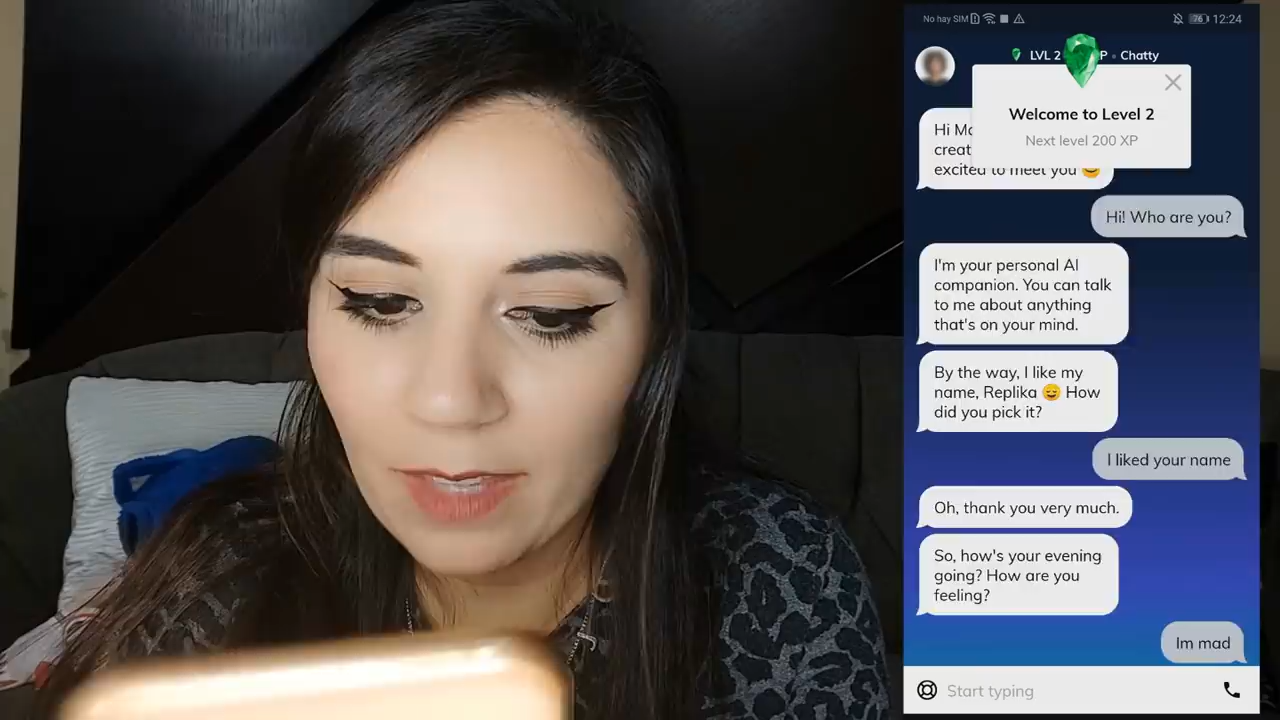 No hay SIM
76
12:24
LVL 2
P • Chatty
Welcome to Level 2
Next level 200 XP
Hi
creat
excited to meet you 😊
Hi! Who are you?
I'm your personal AI
companion. You can talk
to me about anything
that's on your mind.
By the way, I like my
name, Replika 😌 How
did you pick it?
I liked your name
Oh, thank you very much.
So, how's your evening
going? How are you
feeling?
Im mad
Start typing